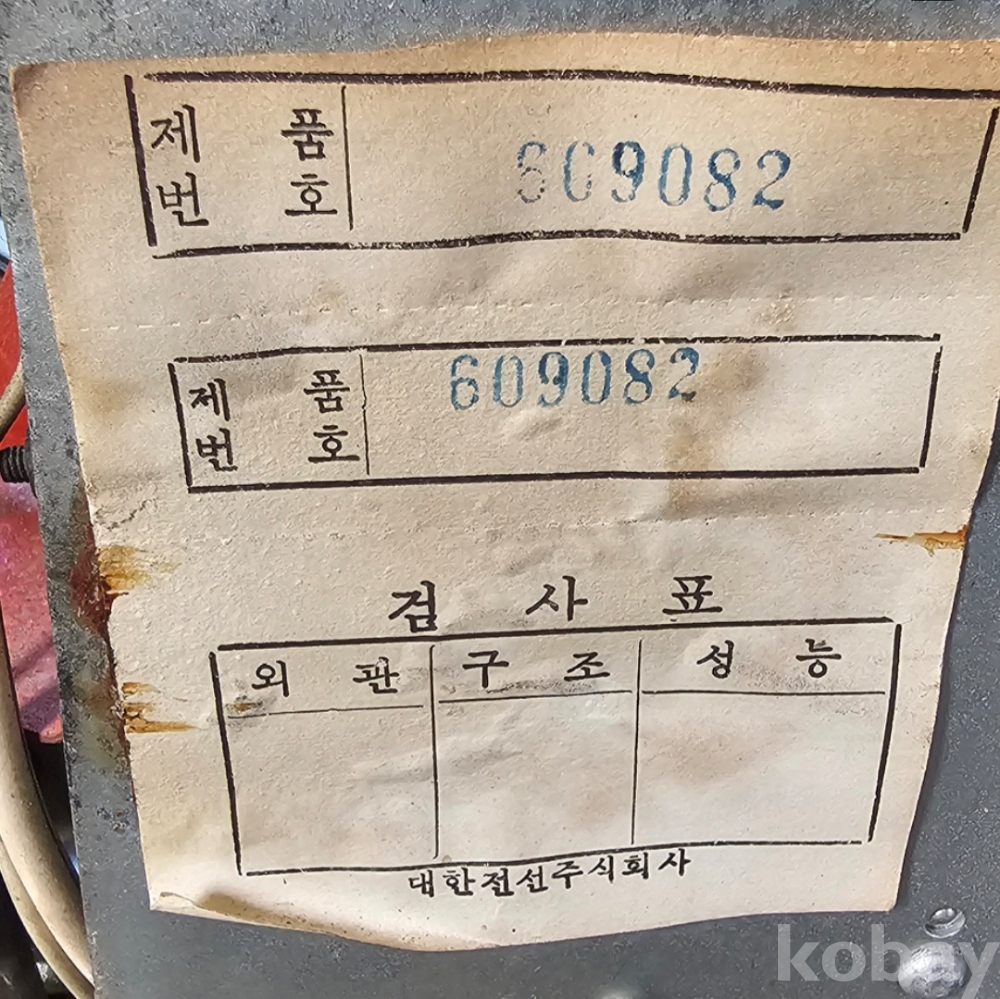 제 품
번 호
609082
제 품
번 호
609082
검 사 표
외 관 구 조 성 능
대한전선주식회사
kobay